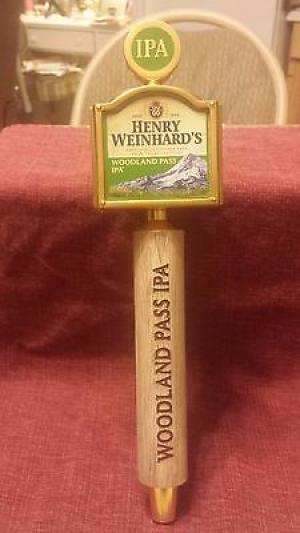 IPA
HENRY
WEINHARD'S
WOODLAND PASS
IPA
WOODLAND PASS IPA